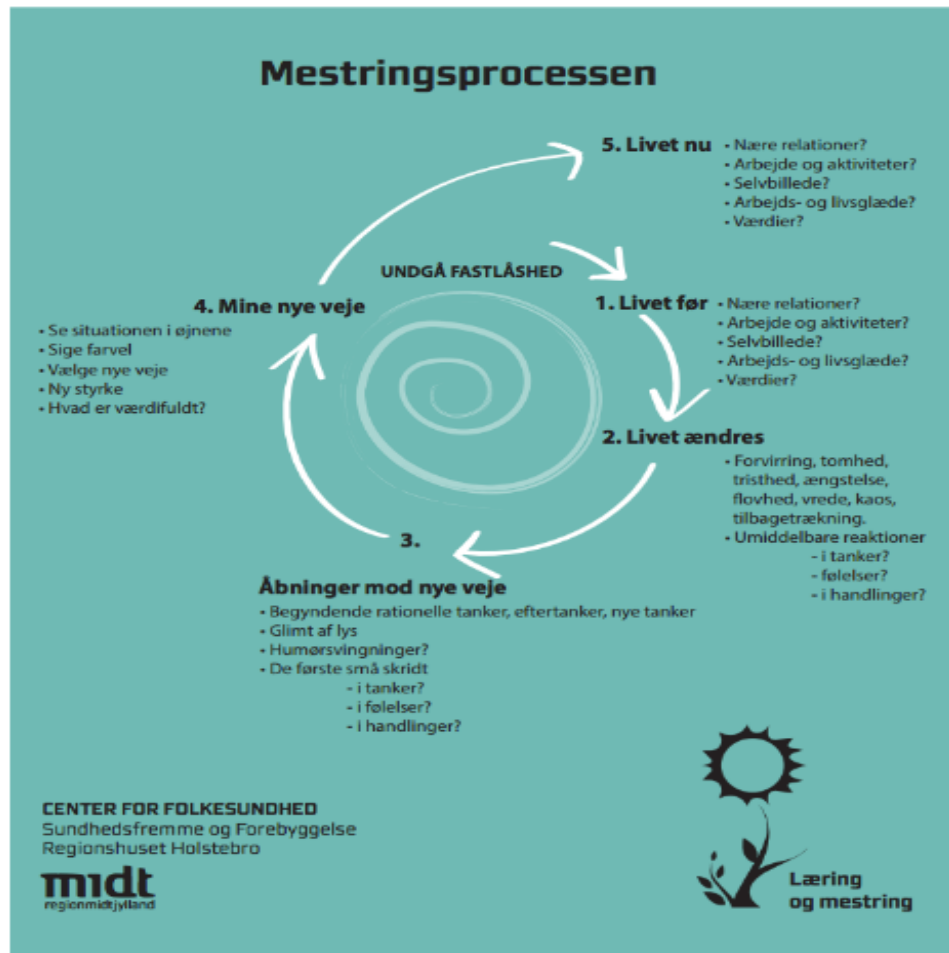 Mestringsprocessen
5. Livet nu
• Nære relationer?
• Arbejde og aktiviteter?
• Selvbillede?
• Arbejds- og livsglæde?
• Værdier?
UNDGÅ FASTLÅSHED
1. Livet før
• Nære relationer?
• Arbejde og aktiviteter?
• Selvbillede?
• Arbejds- og livsglæde?
• Værdier?
4. Mine nye veje
• Se situationen i øjnene
• Sige farvel
• Vælge nye veje
• Ny styrke
• Hvad er værdifuldt?
2. Livet ændres
• Forvirring, tomhed,
tristhed, ængstelse,
flovhed, vrede, kaos,
tilbagetrækning.
• Umiddelbare reaktioner
- i tanker?
- følelser?
- i handlinger?
3.
Åbninger mod nye veje
• Begyndende rationelle tanker, eftertanker, nye tanker
• Glimt af lys
• Humørsvingninger?
• De første små skridt
- i tanker?
- i følelser?
- i handlinger?
CENTER FOR FOLKESUNDHED
Sundhedsfremme og Forebyggelse
Regionshuset Holstebro
midt
regionmidtjylland
Læring
og mestring